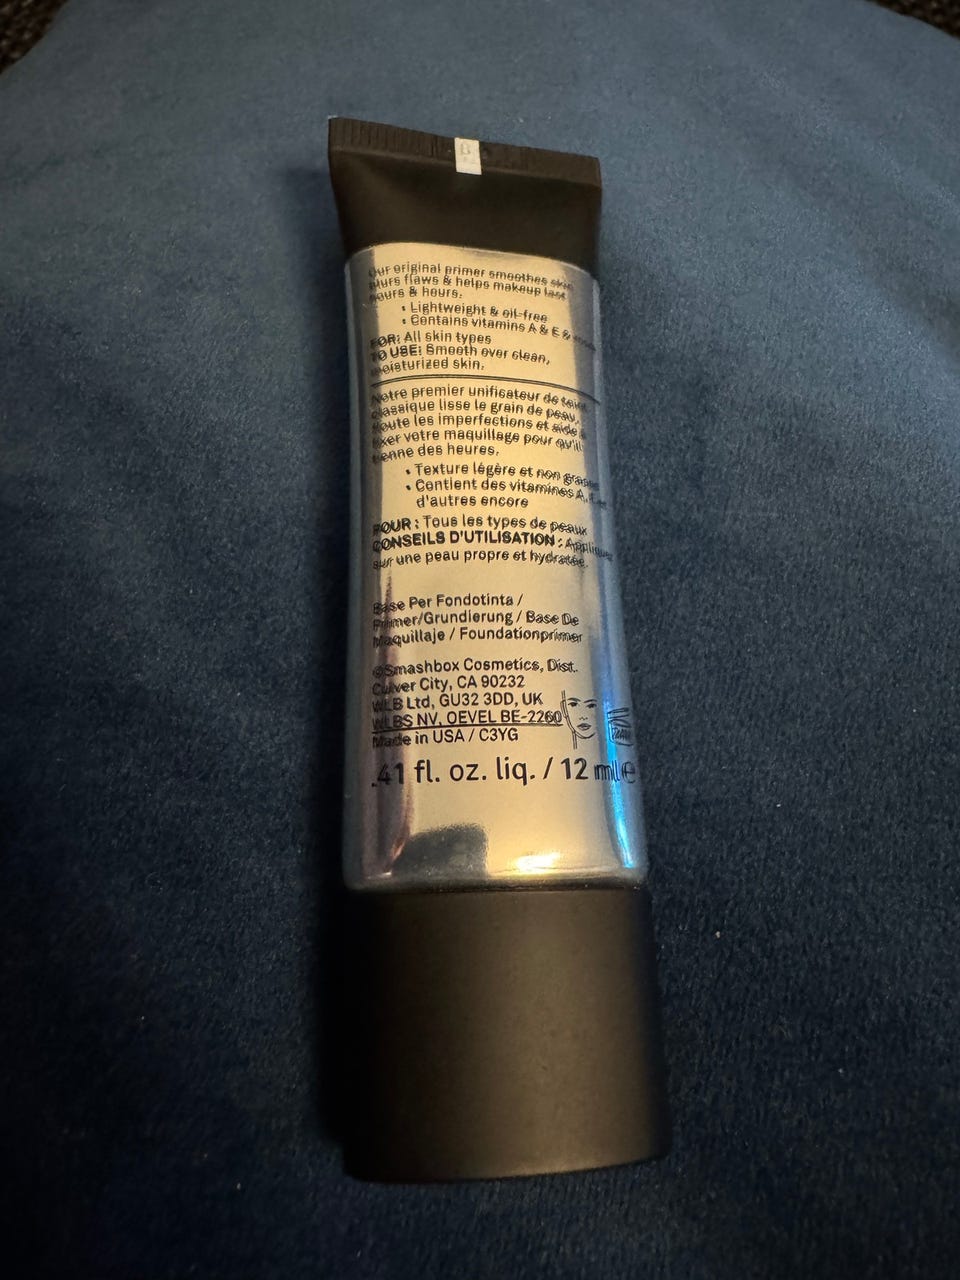 Our original primer smoothes skin,
blurs flaws & helps makeup last
hours & hours.
• Lightweight & oil-free
• Contains vitamins A & E &
FOR: All skin types
TO USE: Smooth over clean,
moisturized skin.
Notre premier unificateur de teint
classique lisse le grain de peau,
floute les imperfections et aide à
fixer votre maquillage pour qu'il
tienne des heures.
• Texture légère et non grasse
• Contient des vitamines A, E et
d'autres encore
POUR : Tous les types de peaux
CONSEILS D'UTILISATION : Appliquer
sur une peau propre et hydratée.
Base Per Fondotinta /
Primer/Grundierung / Base De
Maquillaje / Foundationprimer
©Smashbox Cosmetics, Dist.
Culver City, CA 90232
WLB Ltd, GU32 3DD, UK
WLBS NV, OEVEL BE-2260
Made in USA / C3YG
.41 fl. oz. liq. / 12 ml ℮